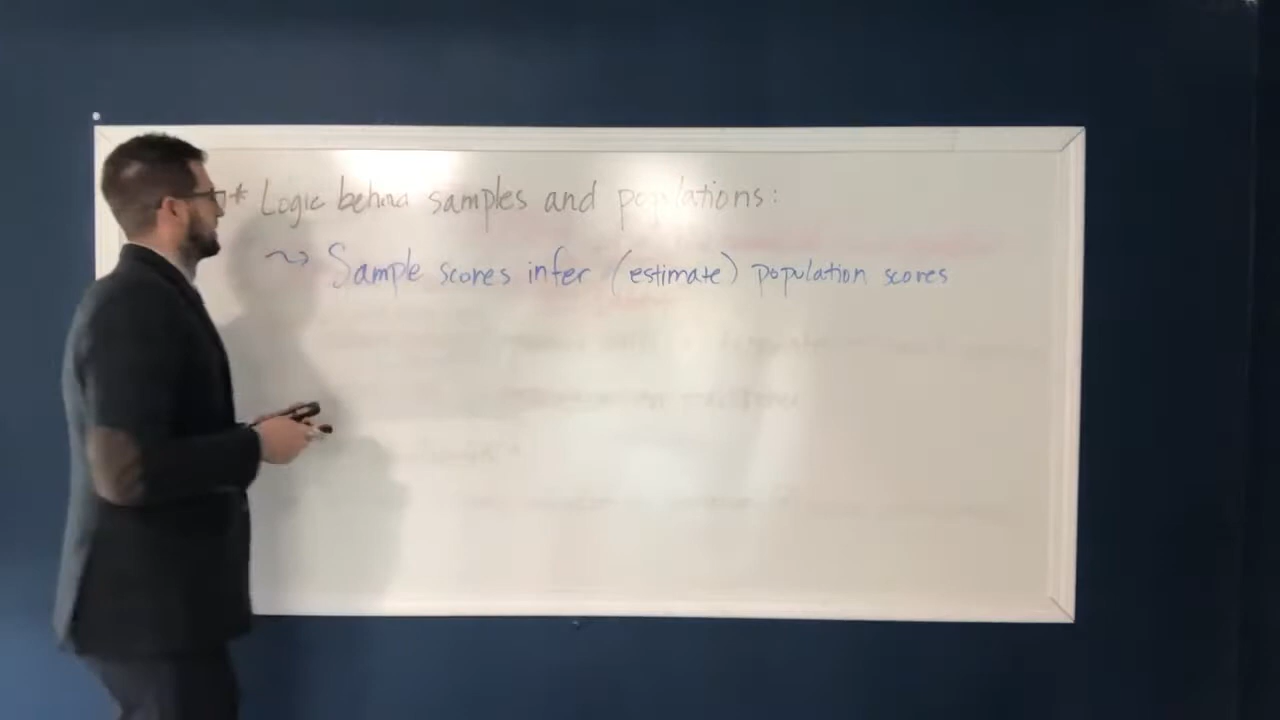 * Logic behind samples and populations:
~> Sample scores infer (estimate) population scores